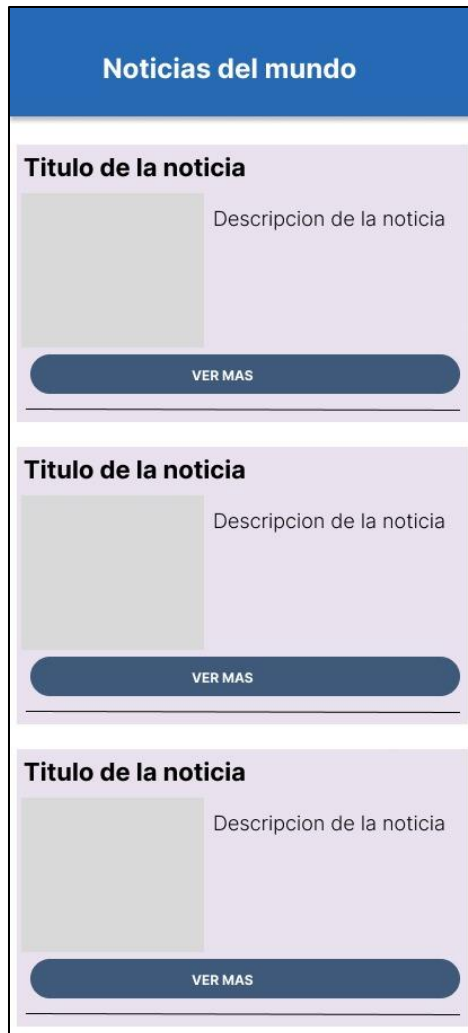 Noticias del mundo
Titulo de la noticia
Descripcion de la noticia
VER MAS
Titulo de la noticia
Descripcion de la noticia
VER MAS
Titulo de la noticia
Descripcion de la noticia
VER MAS